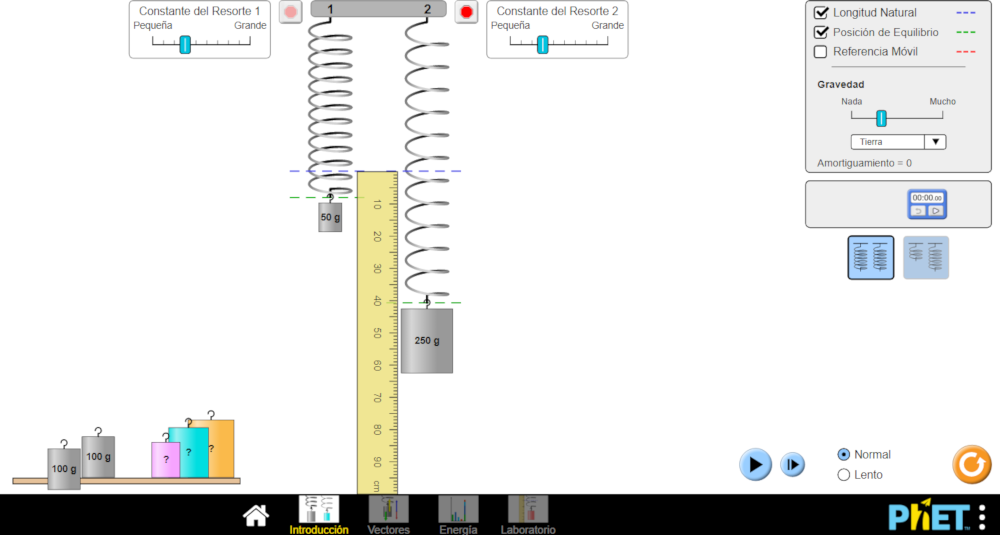 Constante del Resorte 1
Pequeña Grande
1 2
Constante del Resorte 2
Pequeña Grande
Longitud Natural
Posición de Equilibrio
Referencia Móvil
Gravedad
Nada Mucho
Tierra
Amortiguamiento = 0
00:00.00
50 g
250 g
10
20
30
40
50
60
70
80
90
cm
100 g
100 g
?
?
?
Normal
Lento
Introducción
Vectores
Energía
Laboratorio
PhET